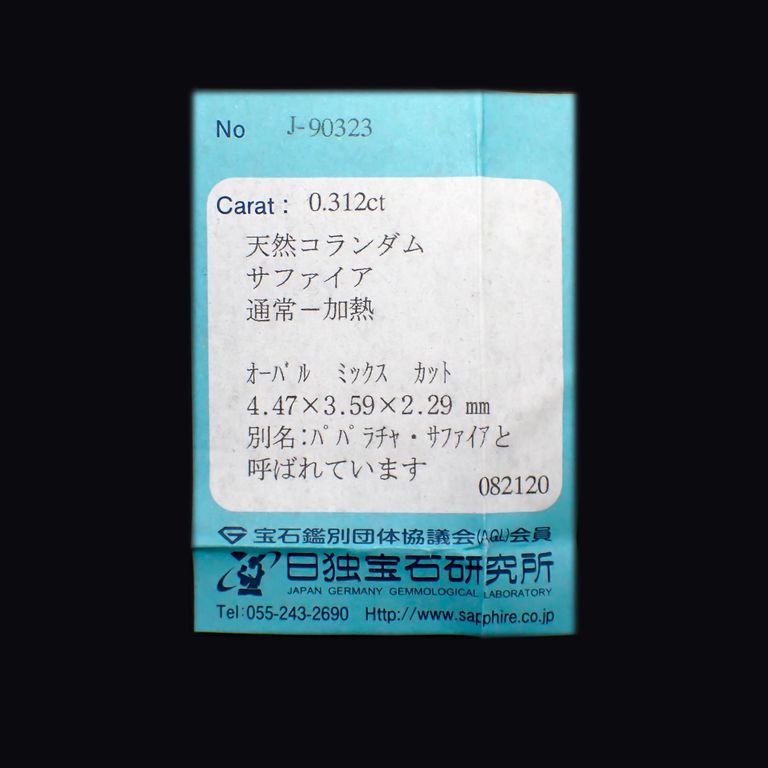 No J-90323
Carat : 0.312ct
天然コランダム
サファイア
通常－加熱
ｵｰﾊﾞﾙ ﾐｯｸｽ ｶｯﾄ
4.47×3.59×2.29 mm
別名:ﾊﾟﾊﾟﾗﾁｬ・ｻﾌｧｲｱと
呼ばれています
082120
宝石鑑別団体協議会(AGL)会員
日独宝石研究所
JAPAN GERMANY GEMMOLOGICAL LABORATORY
Tel:055-243-2690 Http://www.sapphire.co.jp